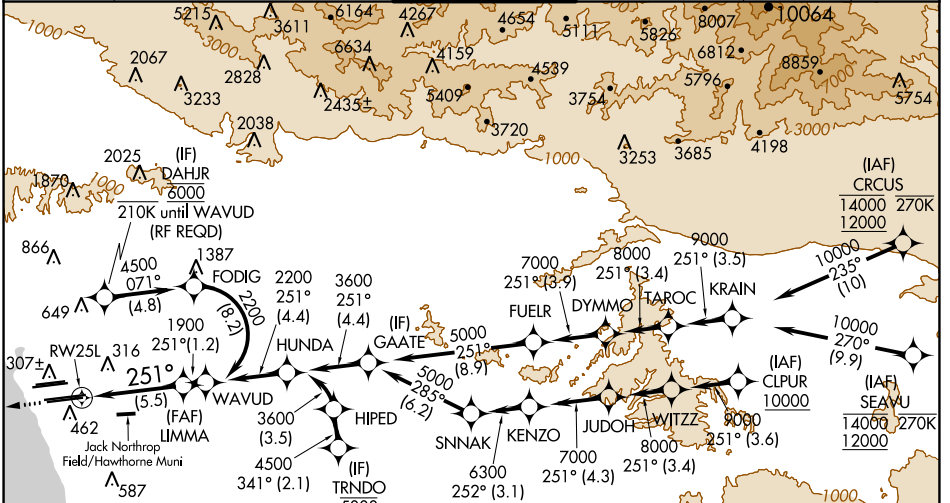 5215
3611
6164
4267
4654
5111
5826
8007
10064
1000
3000
2067
2828
6634
4159
4539
6812
8859
3233
2435±
5409
3754
5796
5754
2038
3720
3253
3685
4198
3000
1000
1000
2025
1870
1000
(IF)
DAHJR
6000
210K until WAVUD
(RF REQD)
(IAF)
CRCUS
14000 270K
12000
866
649
1387
FODIG
4500
071°
(4.8)
2200
(8.2)
2200
251°
(4.4)
3600
251°
(4.4)
7000
251° (3.9)
8000
251° (3.4)
9000
251° (3.5)
10000
235°
(10)
FUELR
DYMMO
TAROC
KRAIN
1900
251°(1.2)
HUNDA
(IF)
GAATE
5000
251°
(8.9)
10000
270°
(9.9)
307±
RW25L
316
251°
(5.5)
(FAF)
LIMMA
WAVUD
5000
285°
(6.2)
(IAF)
CLPUR
10000
(IAF)
SEAVU
14000 270K
12000
462
Jack Northrop
Field/Hawthorne Muni
3600
(3.5)
HIPED
SNNAK
KENZO
JUDOH
WITZZ
9000
251° (3.6)
4500
341° (2.1)
(IF)
TRNDO
6300
252° (3.1)
7000
251° (4.3)
8000
251° (3.4)
587
1000